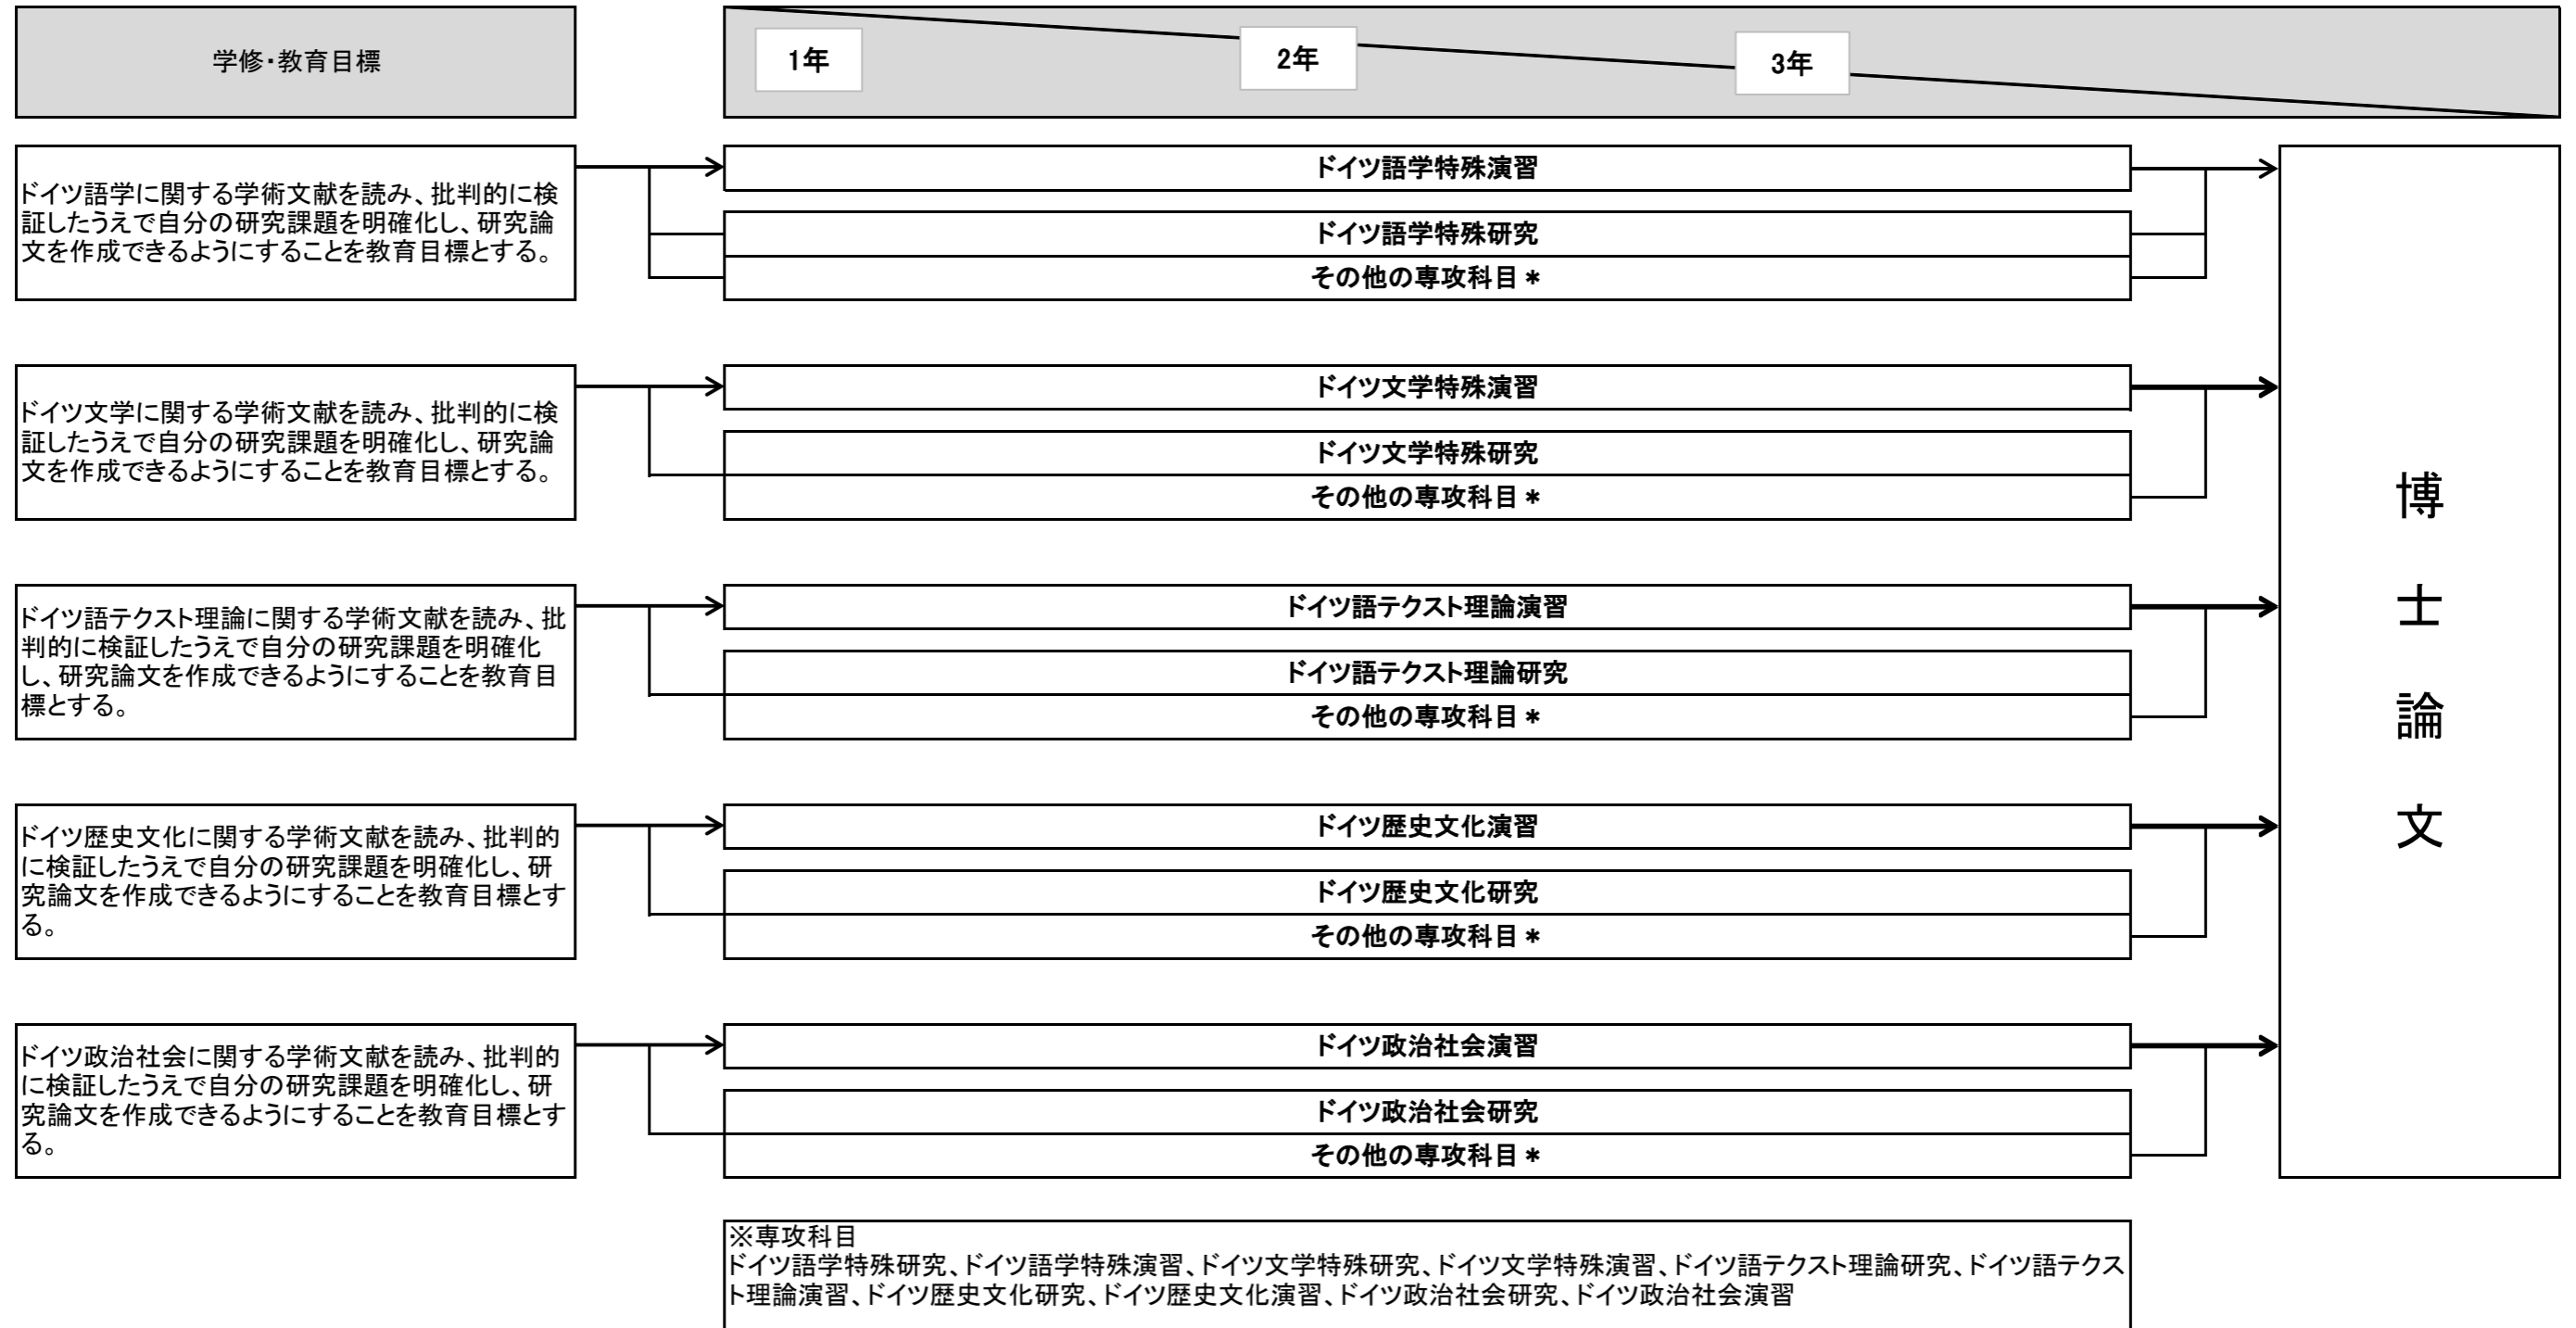 学修・教育目標
1年
2年
3年
ドイツ語学に関する学術文献を読み、批判的に検
証したうえで自分の研究課題を明確化し、研究論
文を作成できるようにすることを教育目標とする。
ドイツ語学特殊演習
ドイツ語学特殊研究
その他の専攻科目＊
ドイツ文学に関する学術文献を読み、批判的に検
証したうえで自分の研究課題を明確化し、研究論
文を作成できるようにすることを教育目標とする。
ドイツ文学特殊演習
ドイツ文学特殊研究
その他の専攻科目＊
ドイツ語テクスト理論に関する学術文献を読み、批
判的に検証したうえで自分の研究課題を明確化
し、研究論文を作成できるようにすることを教育目
標とする。
ドイツ語テクスト理論演習
ドイツ語テクスト理論研究
その他の専攻科目＊
ドイツ歴史文化に関する学術文献を読み、批判的
に検証したうえで自分の研究課題を明確化し、研
究論文を作成できるようにすることを教育目標とす
る。
ドイツ歴史文化演習
ドイツ歴史文化研究
その他の専攻科目＊
ドイツ政治社会に関する学術文献を読み、批判的
に検証したうえで自分の研究課題を明確化し、研
究論文を作成できるようにすることを教育目標とす
る。
ドイツ政治社会演習
ドイツ政治社会研究
その他の専攻科目＊
博士論文
※専攻科目
ドイツ語学特殊研究、ドイツ語学特殊演習、ドイツ文学特殊研究、ドイツ文学特殊演習、ドイツ語テクスト理論研究、ドイツ語テクス
ト理論演習、ドイツ歴史文化研究、ドイツ歴史文化演習、ドイツ政治社会研究、ドイツ政治社会演習